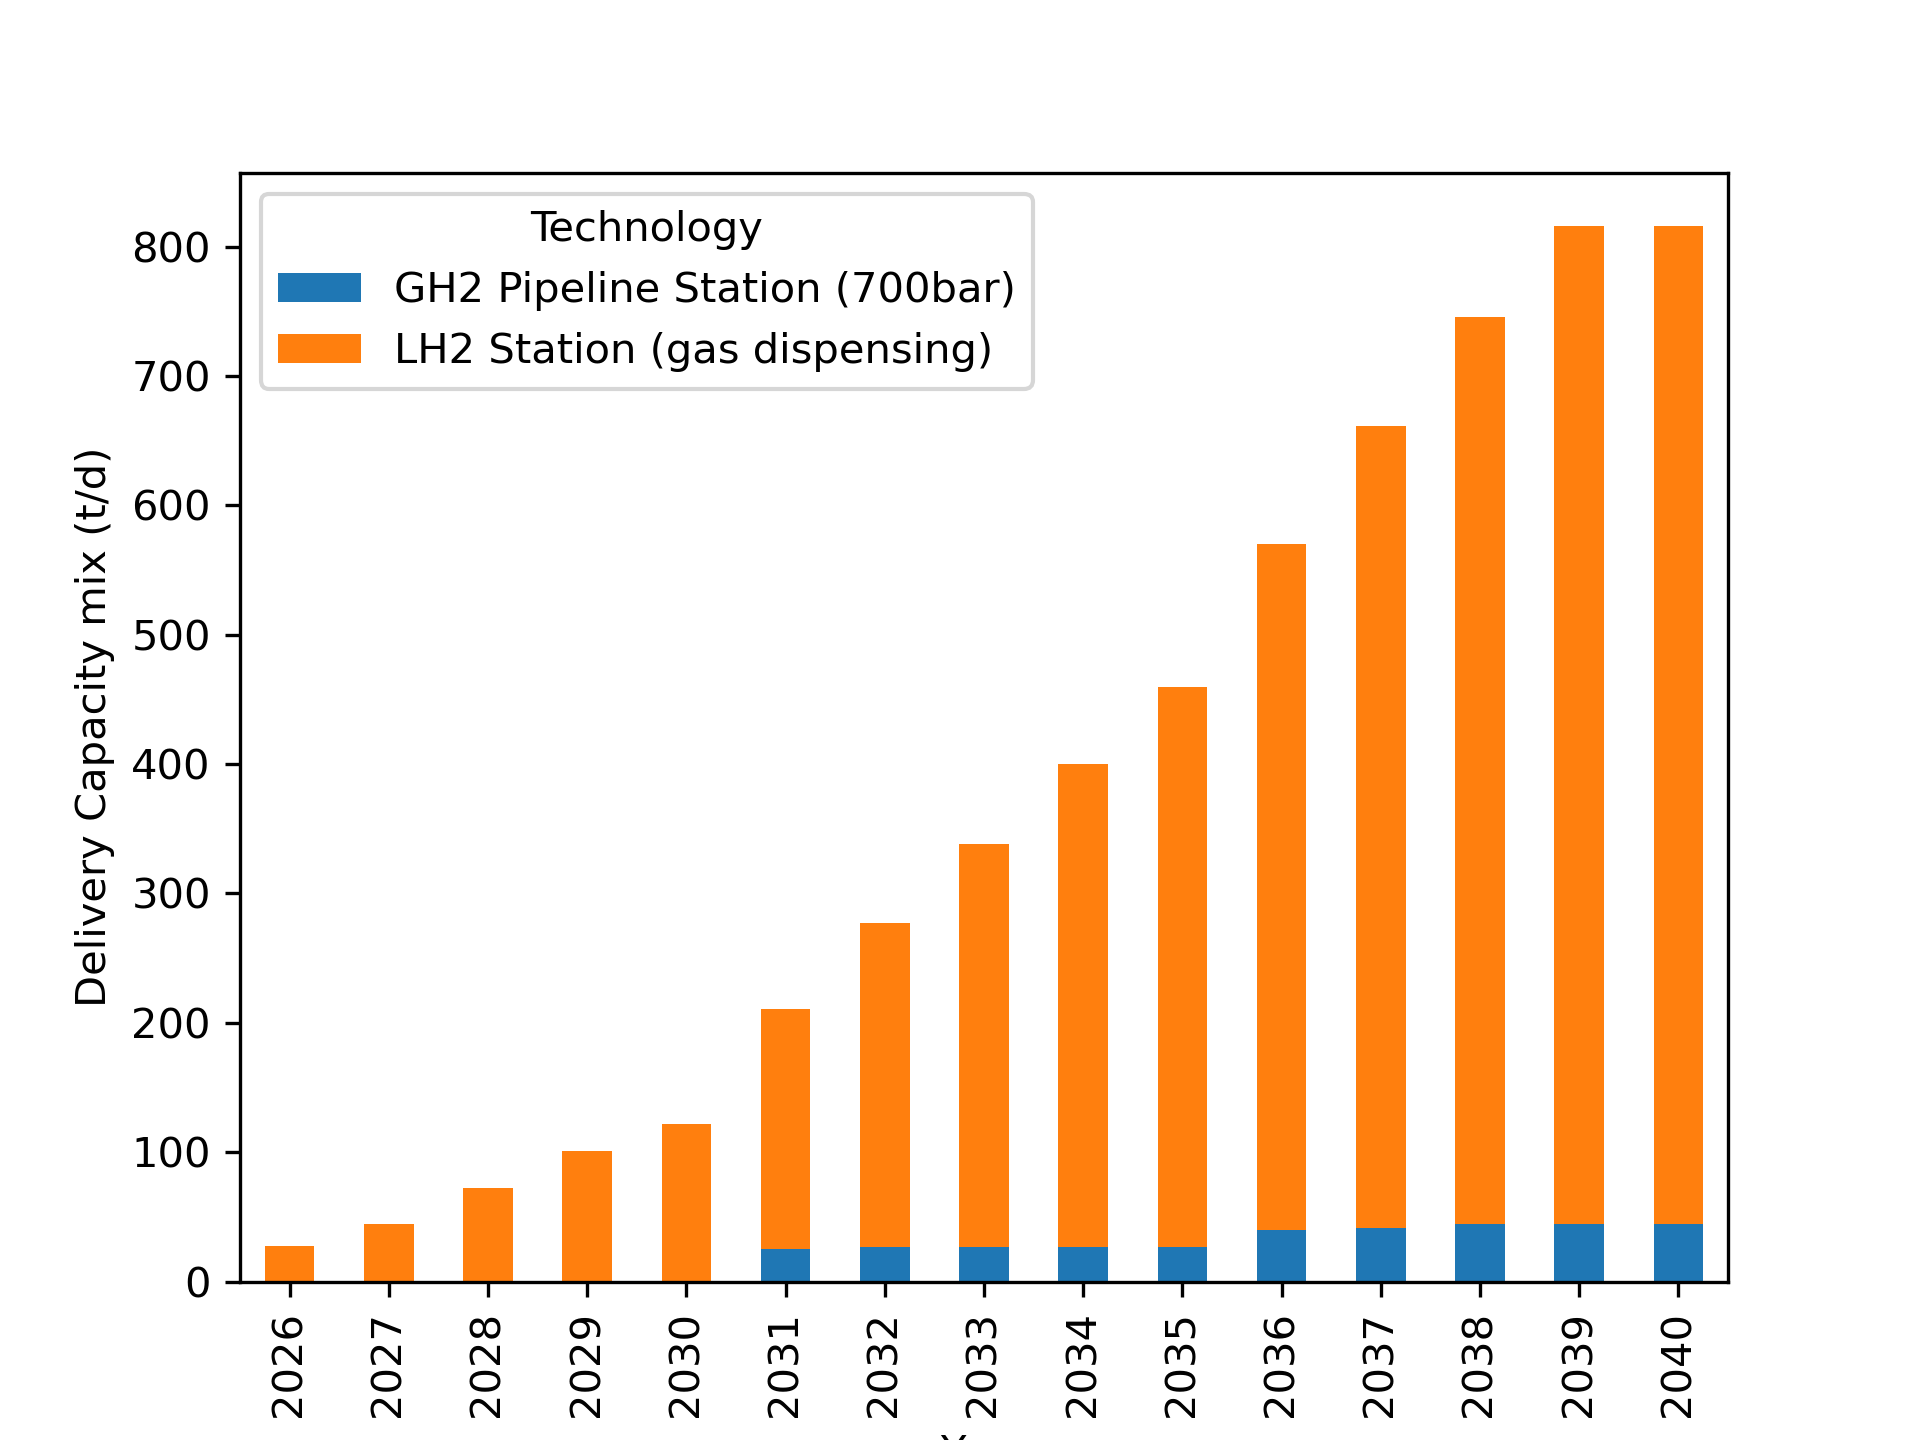 Technology
GH2 Pipeline Station (700bar)
LH2 Station (gas dispensing)
Delivery Capacity mix (t/d)
800
700
600
500
400
300
200
100
0
2026 2027 2028 2029 2030 2031 2032 2033 2034 2035 2036 2037 2038 2039 2040